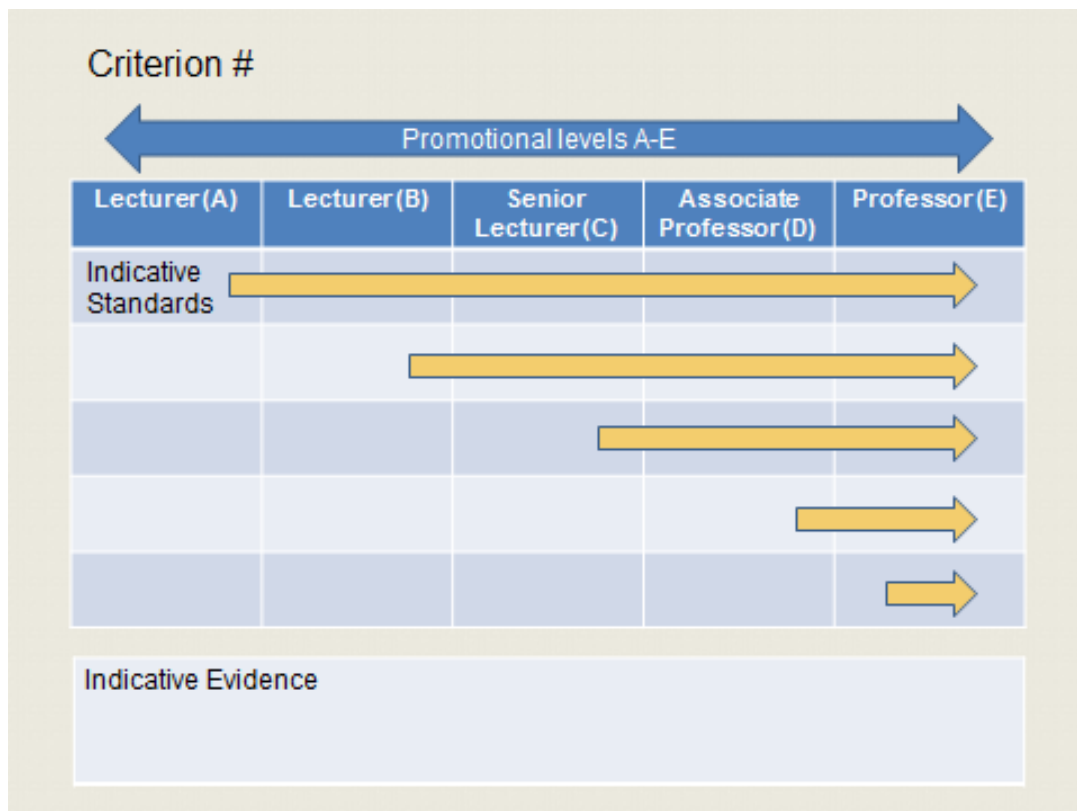 Criterion #
Promotional levels A-E
Lecturer(A) Lecturer(B) Senior Associate Professor(E)
Lecturer(C) Professor(D)
Indicative
Standards
Indicative Evidence